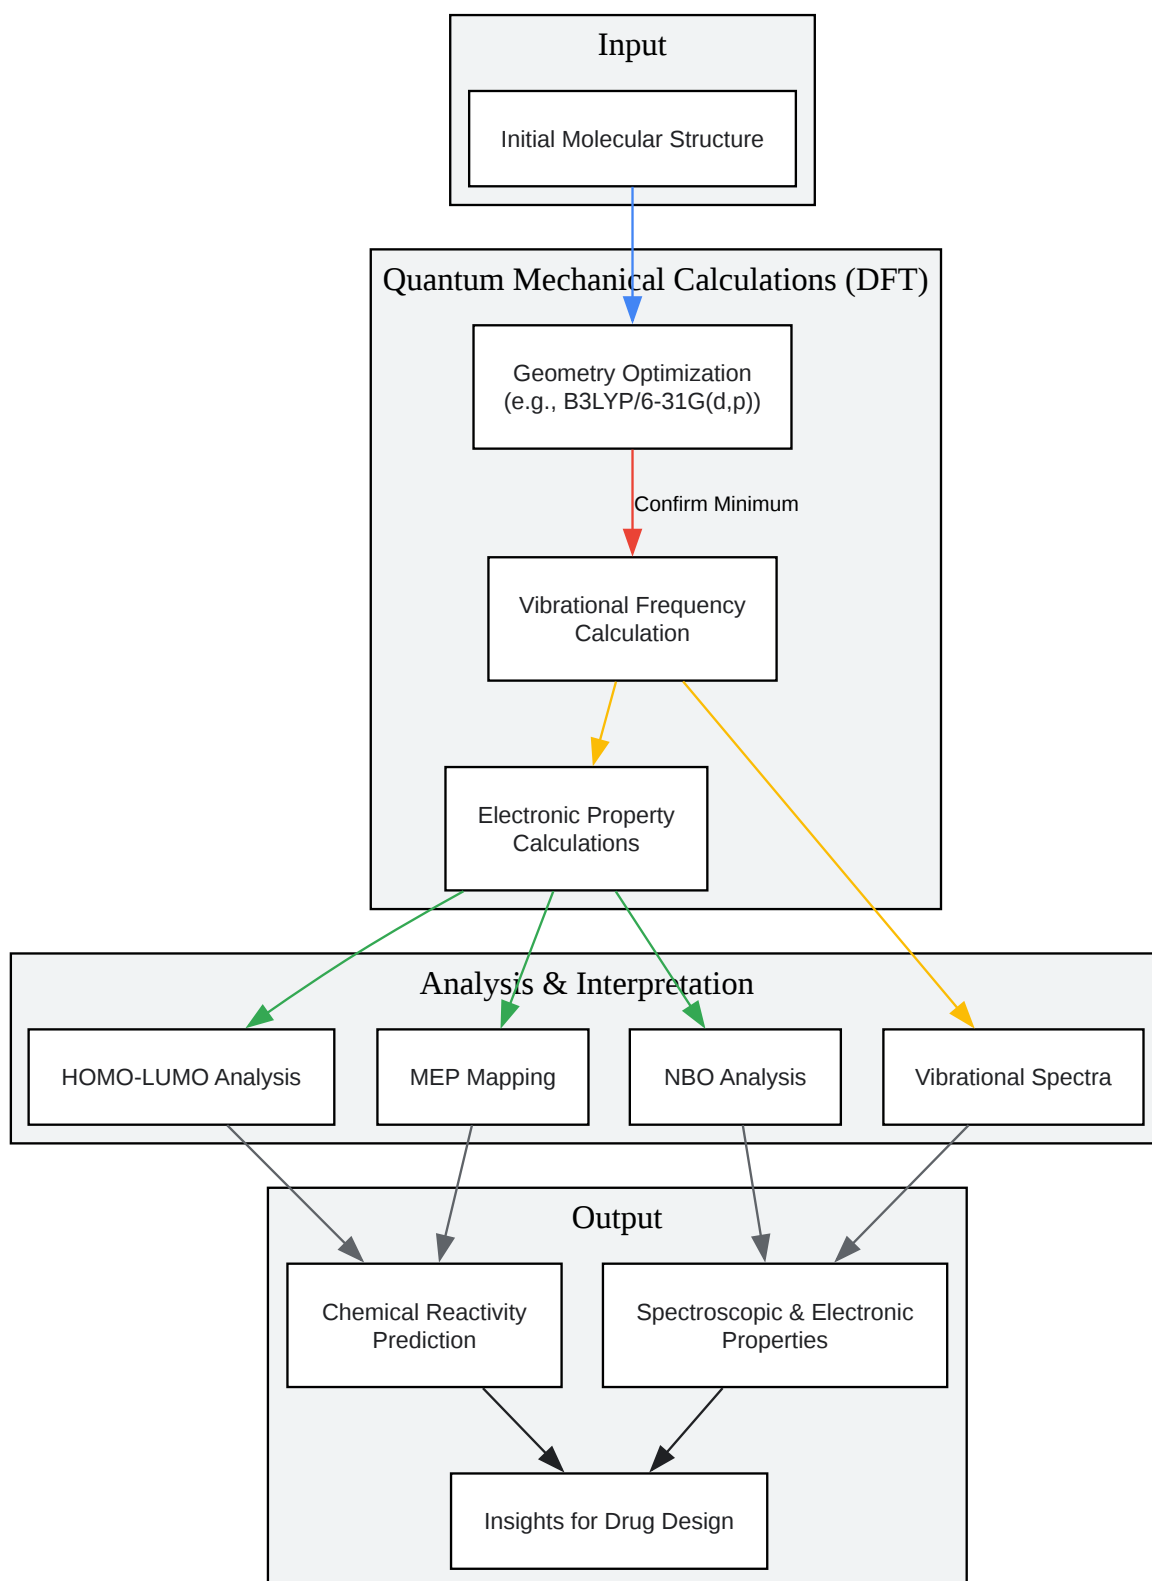 Input
Initial Molecular Structure
Quantum Mechanical Calculations (DFT)
Geometry Optimization
(e.g., B3LYP/6-31G(d,p))
Confirm Minimum
Vibrational Frequency
Calculation
Electronic Property
Calculations
Analysis & Interpretation
HOMO-LUMO Analysis
MEP Mapping
NBO Analysis
Vibrational Spectra
Output
Chemical Reactivity
Prediction
Spectroscopic & Electronic
Properties
Insights for Drug Design